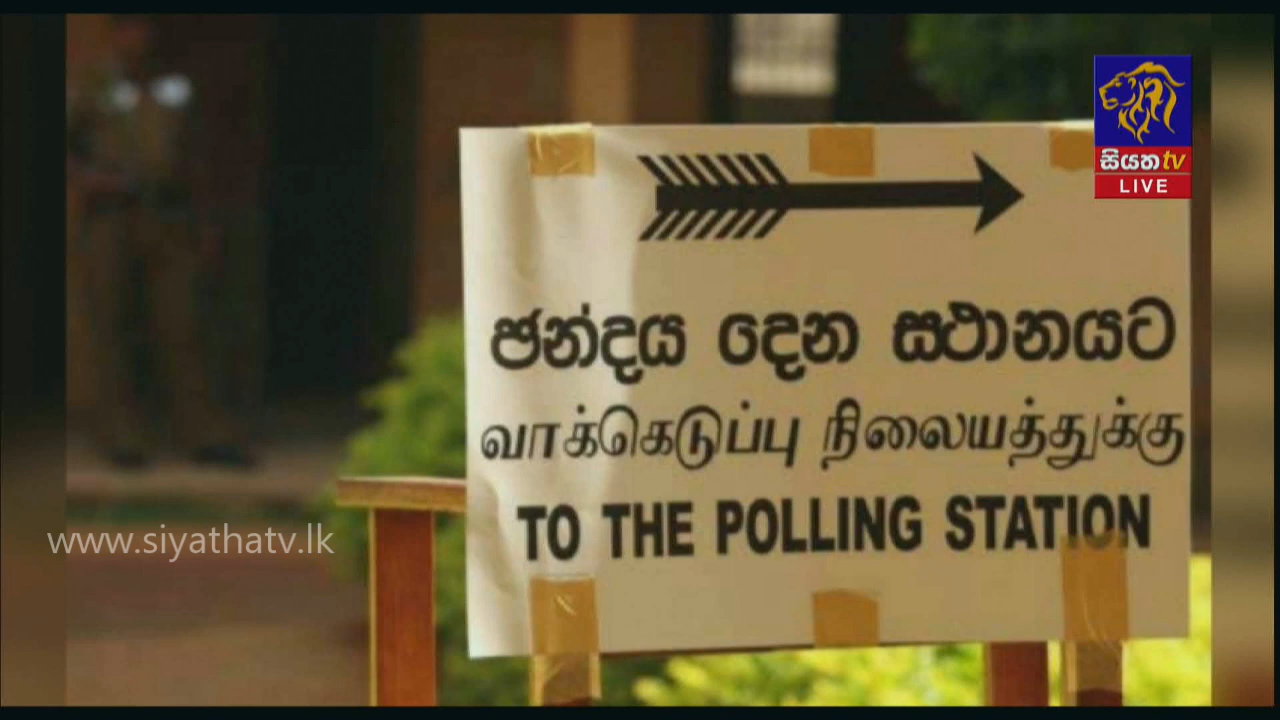 සියත tv
LIVE
ඡන්දය දෙන ස්ථානයට
வாக்கெடுப்பு நிலையத்துக்கு
TO THE POLLING STATION
www.siyathatv.lk